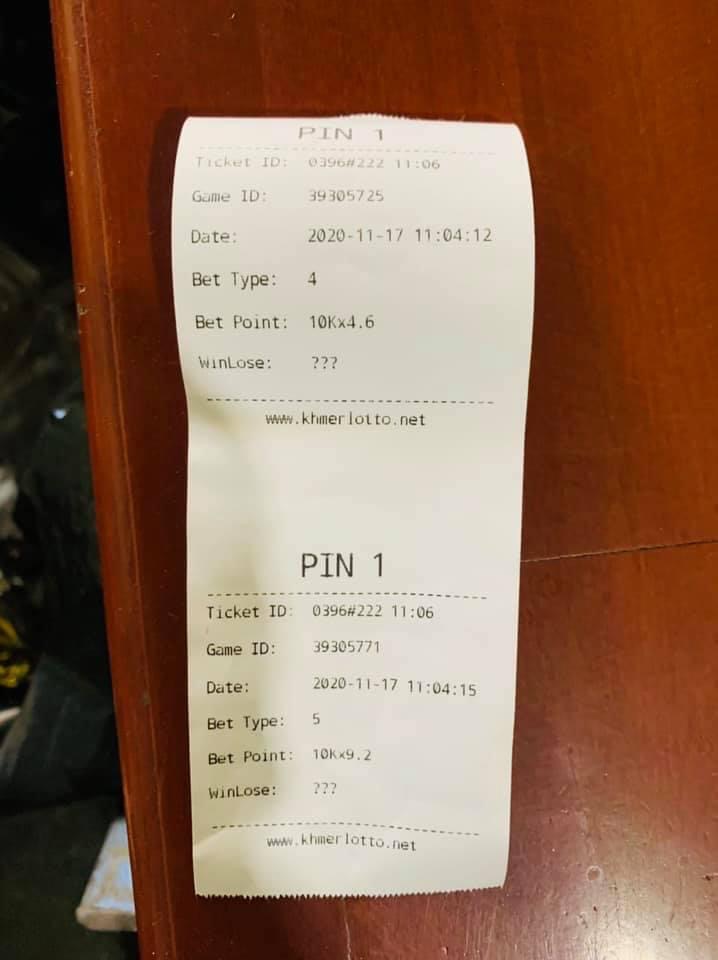 PIN 1
Ticket ID: 0396#222 11:06
Game ID: 39305725
Date: 2020-11-17 11:04:12
Bet Type: 4
Bet Point: 10Kx4.6
WinLose: ???
www.khmerlotto.net
PIN 1
Ticket ID: 0396#222 11:06
Game ID: 39305771
Date: 2020-11-17 11:04:15
Bet Type: 5
Bet Point: 10Kx9.2
WinLose: ???
www.khmerlotto.net